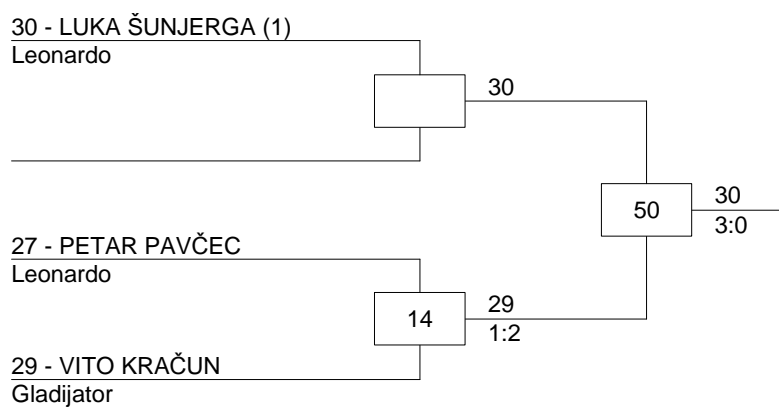 30 - LUKA ŠUNJERGA (1)
Leonardo
30
50
30
3:0
27 - PETAR PAVČEC
Leonardo
14
29
1:2
29 - VITO KRAČUN
Gladijator